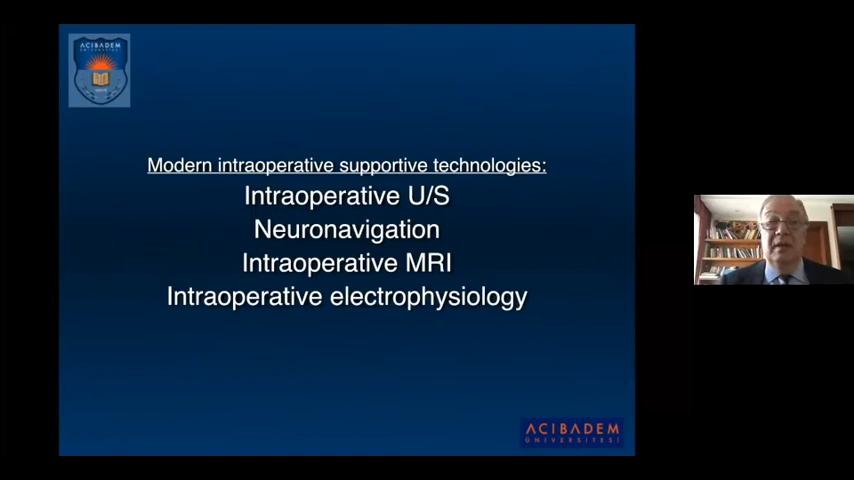 ACIBADEM
Modern intraoperative supportive technologies:
Intraoperative U/S
Neuronavigation
Intraoperative MRI
Intraoperative electrophysiology
ACIBADEM
ÜNİVERSİTESİ